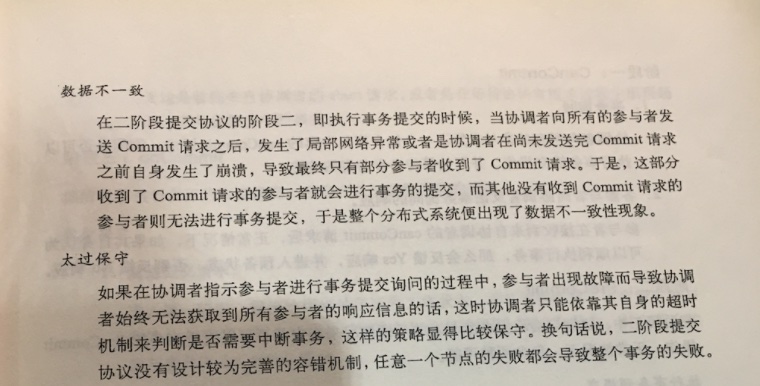 数据不一致
在二阶段提交协议的阶段二，即执行事务提交的时候，当协调者向所有的参与者发
送 Commit 请求之后，发生了局部网络异常或者是协调者在尚未发送完 Commit 请求
之前自身发生了崩溃，导致最终只有部分参与者收到了 Commit 请求。于是，这部分
收到了 Commit 请求的参与者就会进行事务的提交，而其他没有收到 Commit 请求的
参与者则无法进行事务提交，于是整个分布式系统便出现了数据不一致性现象。
太过保守
如果在协调者指示参与者进行事务提交询问的过程中，参与者出现故障而导致协调
者始终无法获取到所有参与者的响应信息的话，这时协调者只能依靠其自身的超时
机制来判断是否需要中断事务，这样的策略显得比较保守。换句话说，二阶段提交
协议没有设计较为完善的容错机制，任意一个节点的失败都会导致整个事务的失败。